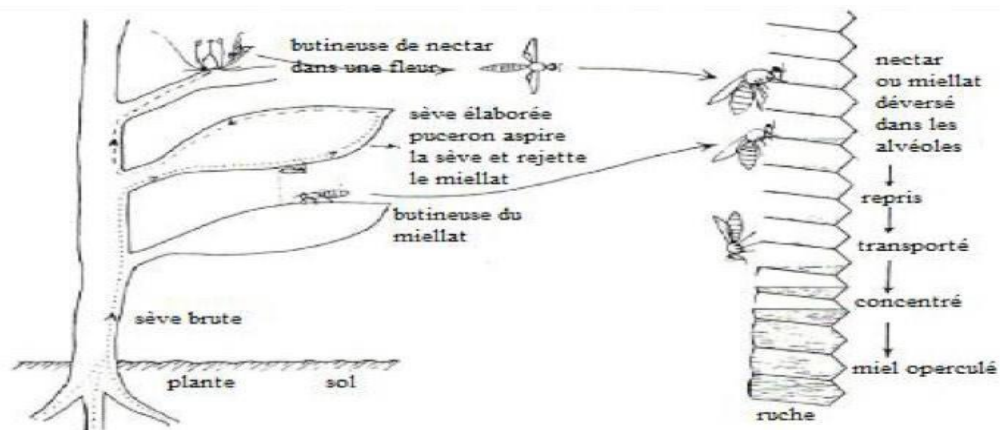 butineuse de nectar
dans une fleur
sève élaborée
puceron aspire
la sève et rejette
le miellat
butineuse du
miellat
sève brute
plante
sol
nectar
ou miellat
déversé
dans les
alvéoles
repris
transporté
concentré
miel operculé
ruche